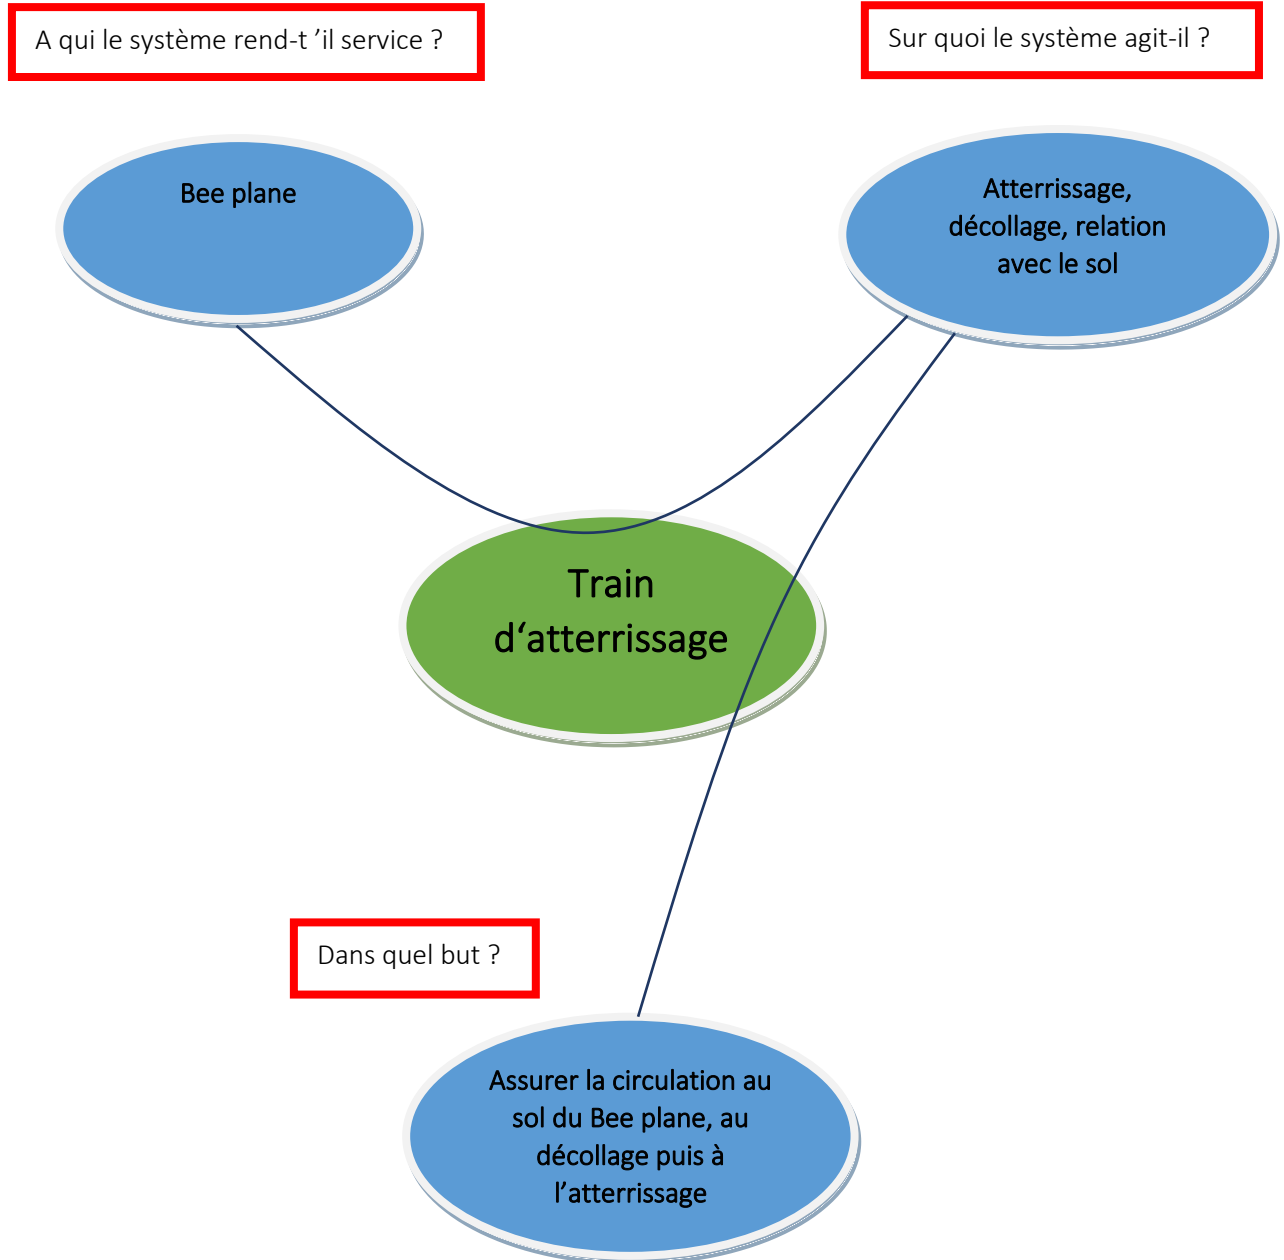 A qui le système rend-t ’il service ?
Sur quoi le système agit-il ?
Bee plane
Atterrissage,
décollage, relation
avec le sol
Train
d‘atterrissage
Dans quel but ?
Assurer la circulation au
sol du Bee plane, au
décollage puis à
l’atterrissage